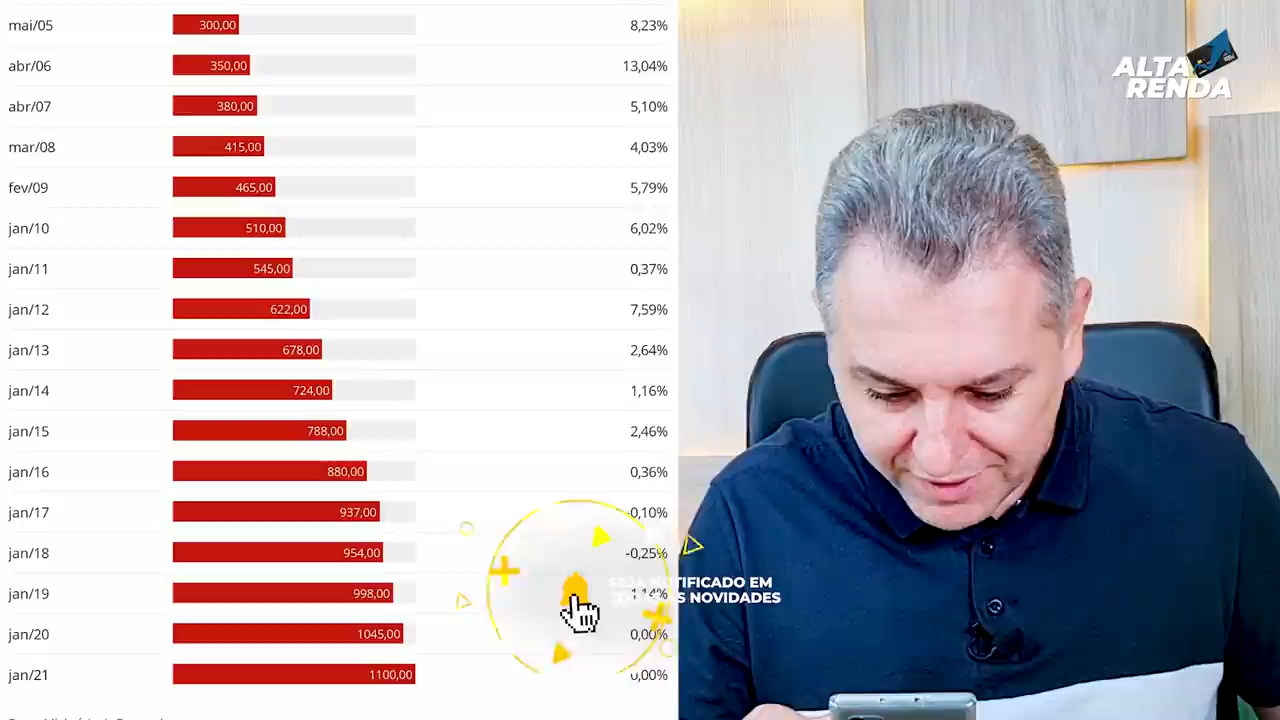 mai/05 300,00 8,23%
abr/06 350,00 13,04%
abr/07 380,00 5,10%
mar/08 415,00 4,03%
fev/09 465,00 5,79%
jan/10 510,00 6,02%
jan/11 545,00 0,37%
jan/12 622,00 7,59%
jan/13 678,00 2,64%
jan/14 724,00 1,16%
jan/15 788,00 2,46%
jan/16 880,00 0,36%
jan/17 937,00 -0,10%
jan/18 954,00 -0,25%
jan/19 998,00
jan/20 1045,00 0,00%
jan/21 1100,00 0,00%
ALTA
RENDA
SEJA NOTIFICADO EM
NOVIDADES